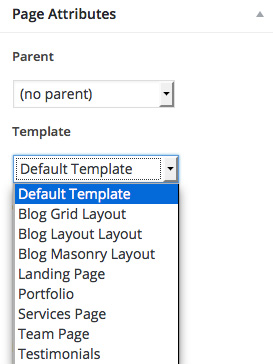 Page Attributes
Parent
(no parent)
Template
Default Template
Default Template
Blog Grid Layout
Blog Layout Layout
Blog Masonry Layout
Landing Page
Portfolio
Services Page
Team Page
Testimonials